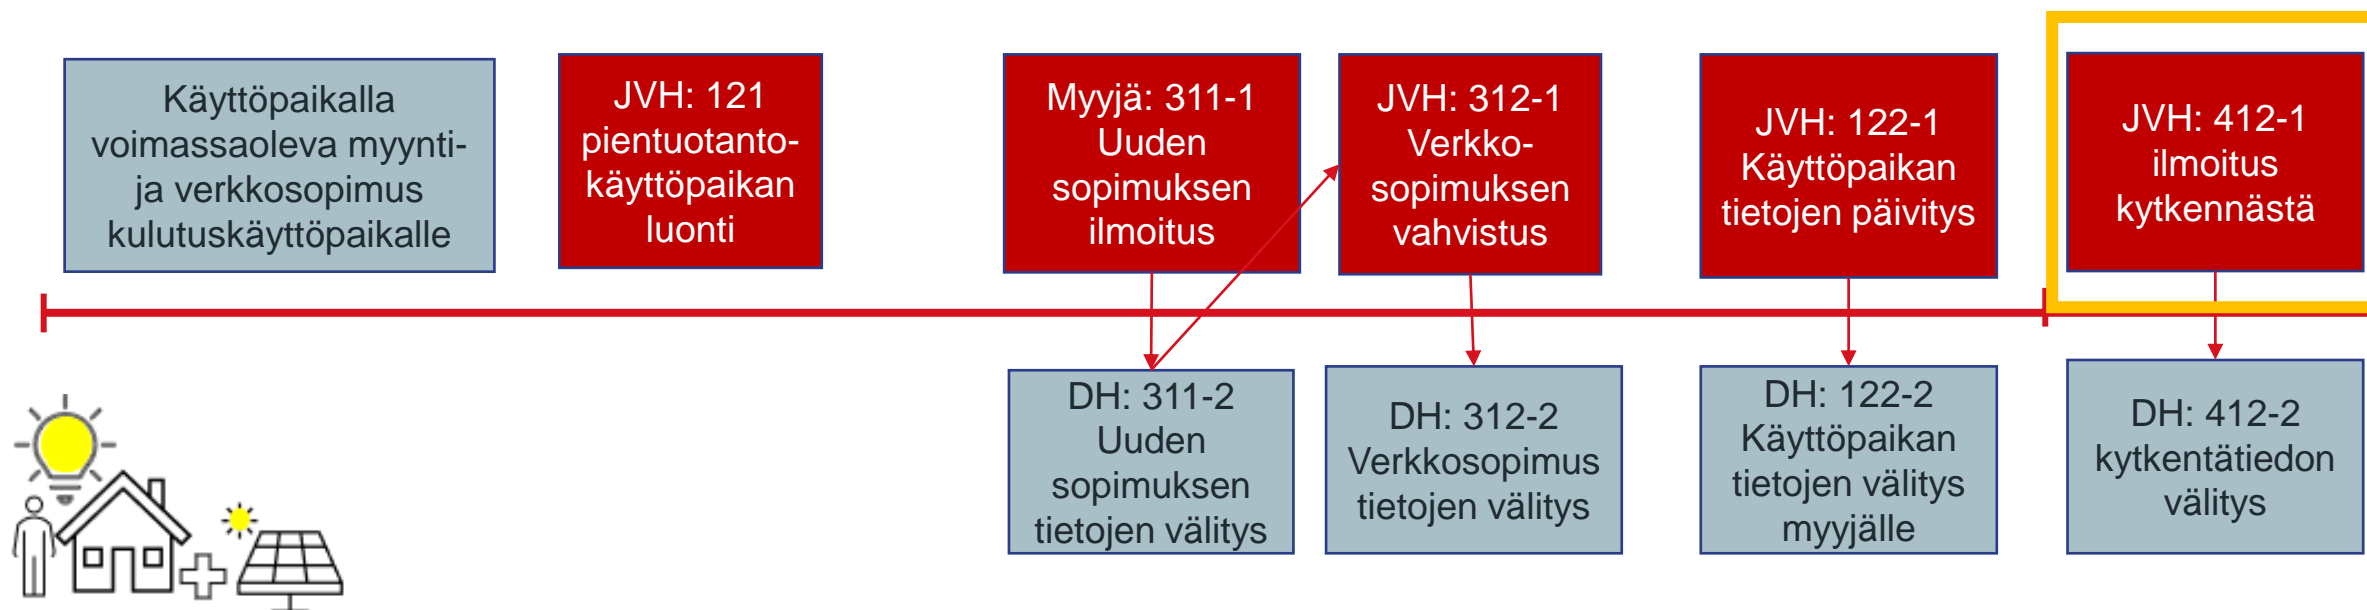 Käyttöpaikalla
voimassaoleva myynti-
ja verkkosopimus
kulutuskäyttöpaikalle
JVH: 121
pientuotanto-
käyttöpaikan
luonti
Myyjä: 311-1
Uuden
sopimuksen
ilmoitus
JVH: 312-1
Verkko-
sopimuksen
vahvistus
JVH: 122-1
Käyttöpaikan
tietojen päivitys
JVH: 412-1
ilmoitus
kytkennästä
DH: 311-2
Uuden
sopimuksen
tietojen välitys
DH: 312-2
Verkkosopimus
tietojen välitys
DH: 122-2
Käyttöpaikan
tietojen välitys
myyjälle
DH: 412-2
kytkentätiedon
välitys